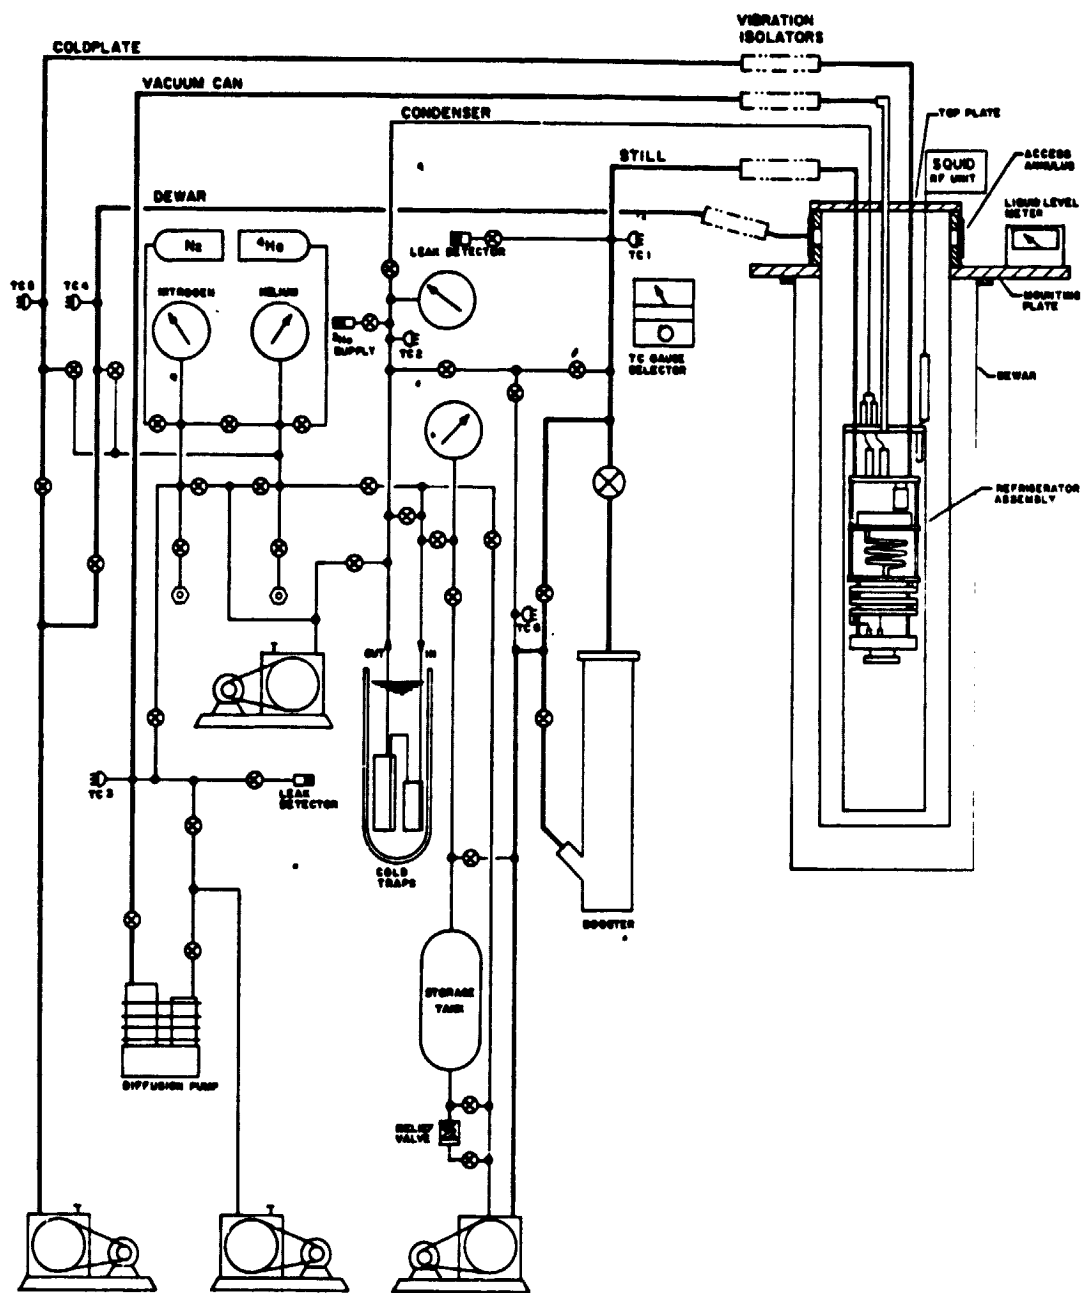 VIBRATION
ISOLATORS
COLDPLATE
VACUUM CAN
CONDENSER
TOP PLATE
STILL
SQUID
RF UNIT
ACCESS
ANNULUS
DEWAR
LIQUID LEVEL
METER
N2
4He
LEAK DETECTOR
TC 1
TC 5
TC 4
NITROGEN
HELIUM
MOUNTING
PLATE
3He
SUPPLY
TC 2
TC GAUGE
SELECTOR
DEWAR
REFRIGERATOR
ASSEMBLY
TC 6
OUT
IN
TC 3
LEAK
DETECTOR
COLD
TRAPS
BOOSTER
STORAGE
TANK
DIFFUSION PUMP
RELIEF
VALVE